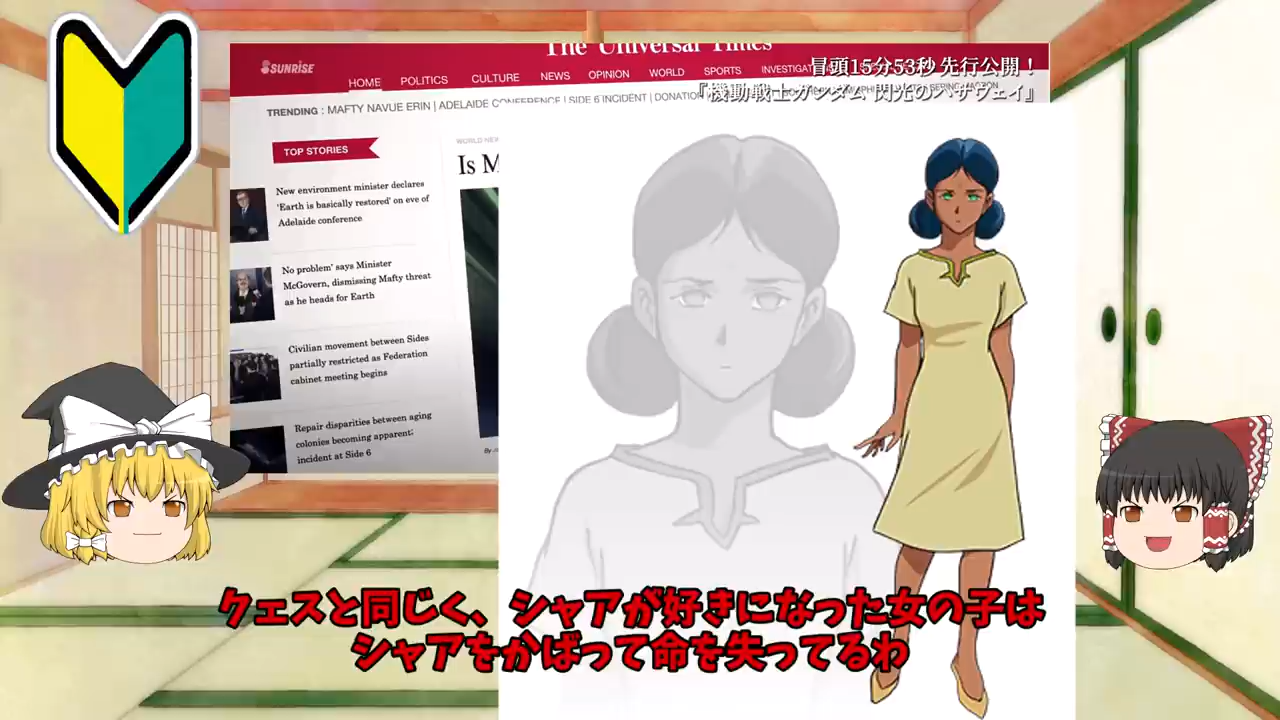 The Universal Times
SUNRISE
HOME POLITICS CULTURE NEWS OPINION WORLD SPORTS
冒頭15分53秒先行公開！
『機動戦士ガンダム 閃光のハサウェイ』
TRENDING : MAFTY NAVUE ERIN | ADELAIDE CONFERENCE | SIDE 6 INCIDENT |
TOP STORIES
Is M
New environment minister declares
'Earth is basically restored' on eve of
Adelaide conference
No problem' says Minister
McGovern, dismissing Mafty threat
as he heads for Earth
Civilian movement between Sides
partially restricted as Federation
cabinet meeting begins
Repair disparities between aging
colonies becoming apparent;
incident at Side 6
クェスと同じく、シャアが好きになった女の子は
シャアをかばって命を失ってるわ